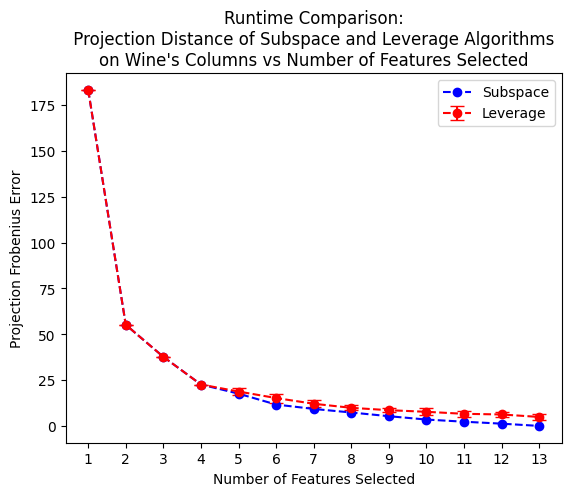 Runtime Comparison:
Projection Distance of Subspace and Leverage Algorithms
on Wine's Columns vs Number of Features Selected
Subspace
Leverage
Projection Frobenius Error
175
150
125
100
75
50
25
0
1 2 3 4 5 6 7 8 9 10 11 12 13
Number of Features Selected